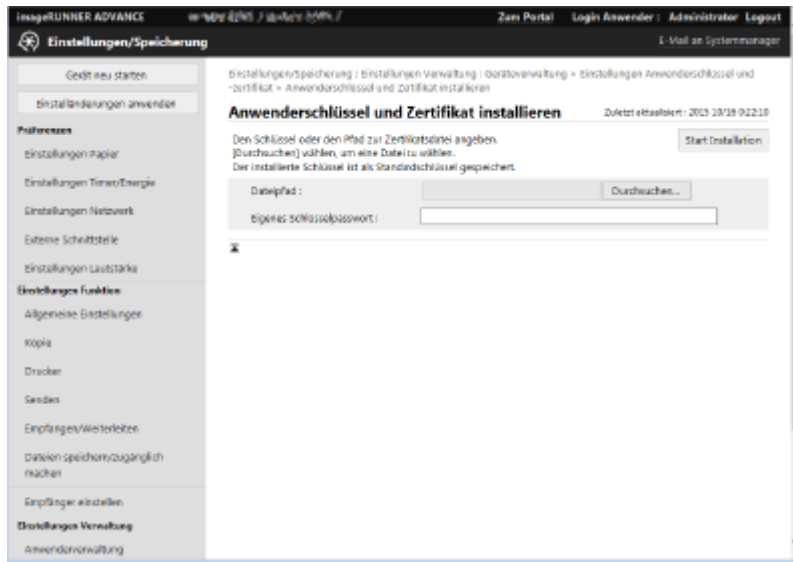 imageRUNNER ADVANCE
Zum Portal Login Anwender : Administrator Logout
Einstellungen/Speicherung
E-Mail an Systemmanager
Gerät neu starten
Einstelländerungen anwenden
Präferenzen
Einstellungen Papier
Einstellungen Timer/Energie
Einstellungen Netzwerk
Externe Schnittstelle
Einstellungen Lautstärke
Einstellungen Funktion
Allgemeine Einstellungen
Kopie
Drucker
Senden
Empfangen/Weiterleiten
Dateien speichern/zugänglich
machen
Empfänger einstellen
Einstellungen Verwaltung
Anwenderverwaltung
Einstellungen/Speicherung : Einstellungen Verwaltung : Geräteverwaltung > Einstellungen Anwenderschlüssel und
-zertifikat > Anwenderschlüssel und Zertifikat installieren
Anwenderschlüssel und Zertifikat installieren
Zuletzt aktualisiert :
Den Schlüssel oder den Pfad zur Zertifikatsdatei angeben.
[Durchsuchen] wählen, um eine Datei zu wählen.
Der installierte Schlüssel ist als Standardschlüssel gespeichert.
Start Installation
Dateipfad :
Durchsuchen...
Eigenes Schlüsselpasswort :